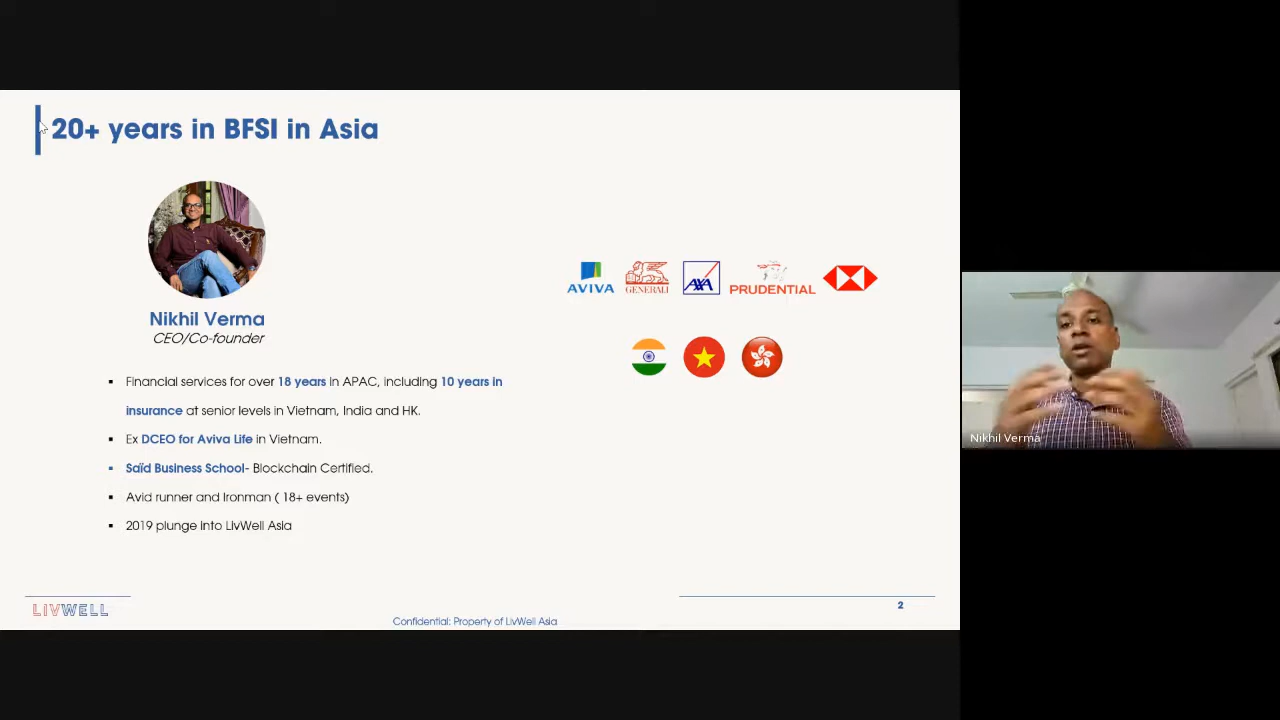 20+ years in BFSI in Asia
AVIVA
GENERALI
AXA
PRUDENTIAL
Nikhil Verma
CEO/Co-founder
▪ Financial services for over 18 years in APAC, including 10 years in
insurance at senior levels in Vietnam, India and HK.
▪ Ex DCEO for Aviva Life in Vietnam.
▪ Saïd Business School- Blockchain Certified.
▪ Avid runner and Ironman ( 18+ events)
▪ 2019 plunge into LivWell Asia
LIVWELL
Confidential: Property of LivWell Asia
2
Nikhil Verma